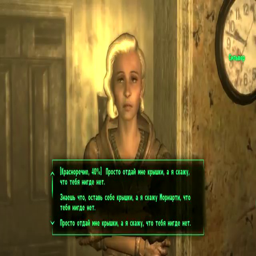 [Красноречие, 40%] Просто отдай мне крышки, а я скажу,
что тебя нигде нет.
Знаешь что, оставь себе крышки, а я скажу Мориарти, что
тебя нигде нет.
Просто отдай мне крышки, а я скажу, что тебя нигде нет.